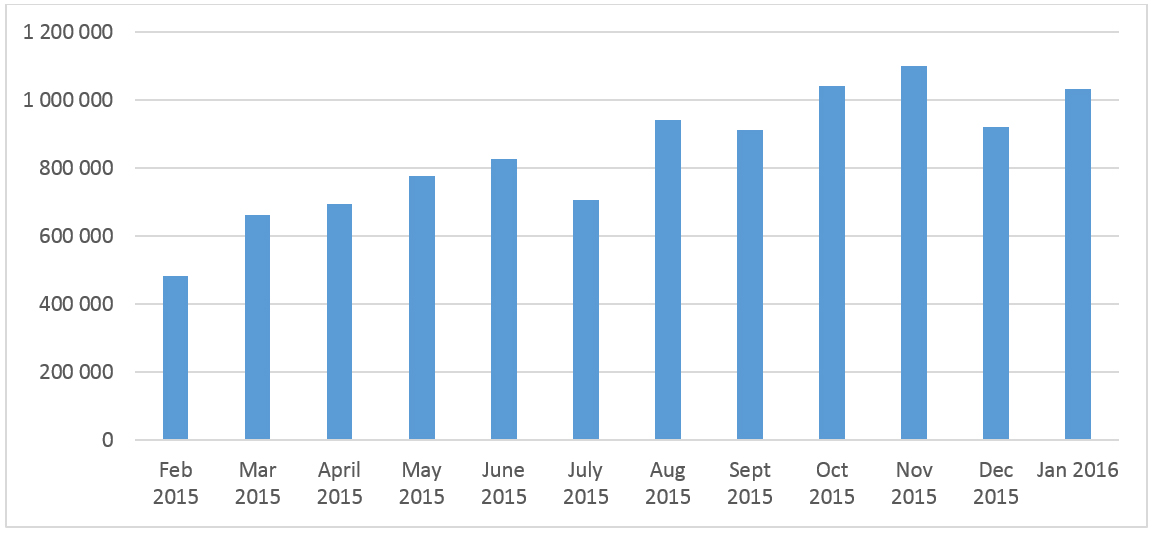 1 200 000
1 000 000
800 000
600 000
400 000
200 000
0
Feb 2015
Mar 2015
April 2015
May 2015
June 2015
July 2015
Aug 2015
Sept 2015
Oct 2015
Nov 2015
Dec 2015
Jan 2016